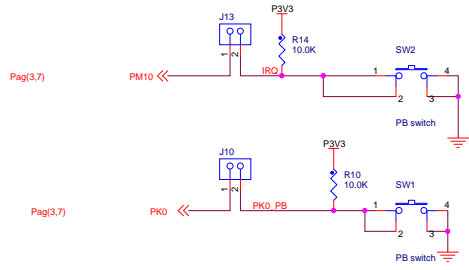 J13
P3V3
R14
10.0K
SW2
Pag(3,7)
PM10
1
2
IRQ
1
4
2
3
PB switch
P3V3
J10
R10
10.0K
SW1
Pag(3,7)
PK0
1
2
PK0_PB
1
4
2
3
PB switch